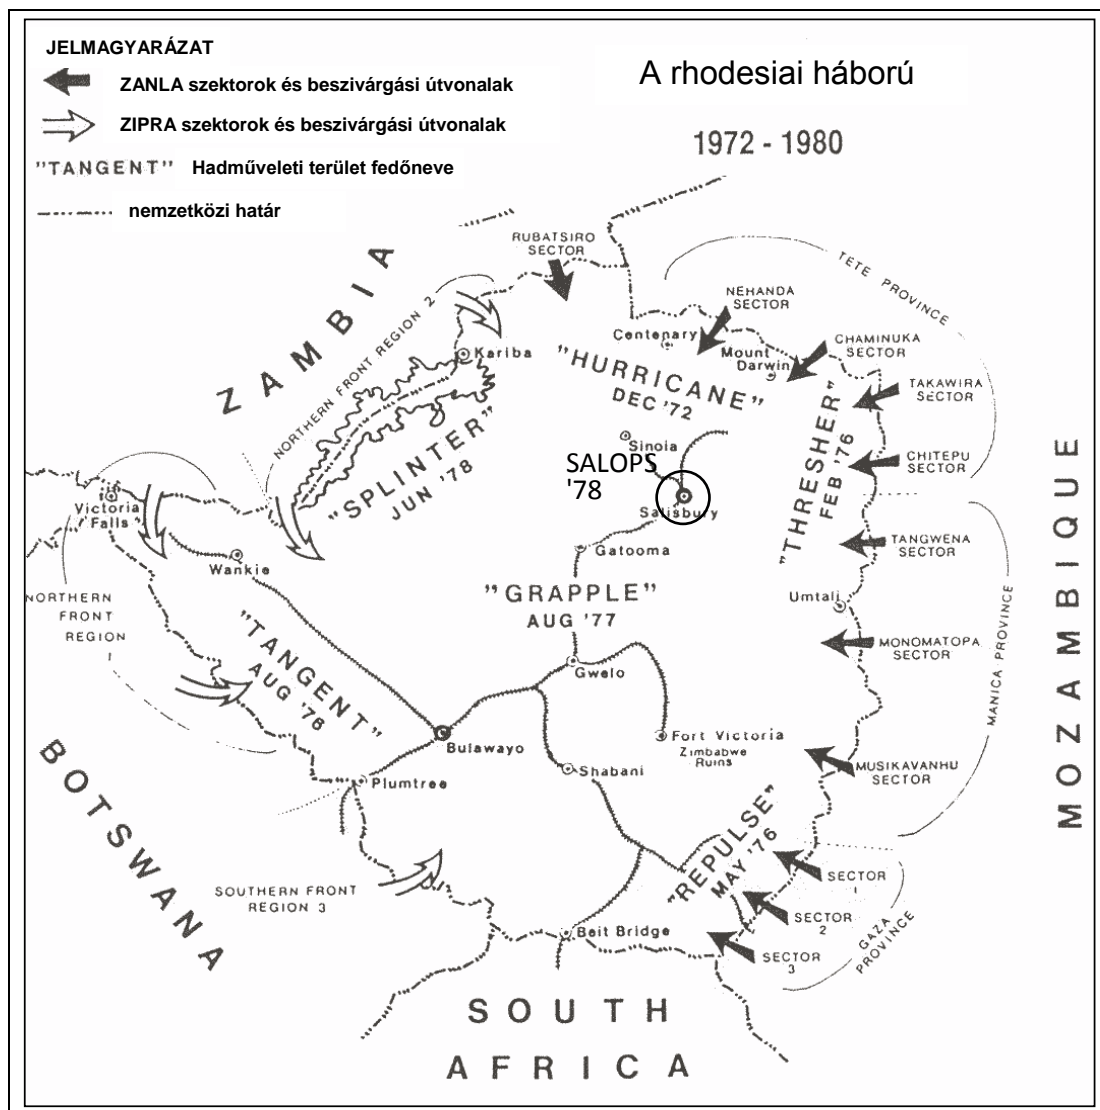 JELMAGYARÁZAT
ZANLA szektorok és beszivárgási útvonalak
ZIPRA szektorok és beszivárgási útvonalak
"TANGENT" Hadműveleti terület fedőneve
nemzetközi határ
A rhodesiai háború
1972 - 1980
ZAMBIA
RUBATSIRO
SECTOR
TETE PROVINCE
NEHANDA
SECTOR
NORTHERN FRONT REGION 2
Centenary
CHAMINUKA
SECTOR
Mount
Darwin
Kariba
"HURRICANE"
DEC '72
TAKAWIRA
SECTOR
"SPLINTER"
JUN '78
Sinoia
"THRESHER"
FEB '76
CHITEPU
SECTOR
SALOPS
'78
Salisbury
Victoria
Falls
Gatooma
TANGWENA
SECTOR
Wankie
MOZAMBIQUE
NORTHERN
FRONT
REGION
1
"GRAPPLE"
AUG '77
Umtali
"TANGENT"
AUG '76
MONOMATOPA
SECTOR
MANICA PROVINCE
Gwelo
BOTSWANA
Bulawayo
Fort Victoria
Zimbabwe
Ruins
Plumtree
Shabani
MUSIKAVANHU
SECTOR
"REPULSE"
MAY '76
SOUTHERN FRONT
REGION 3
SECTOR
1
SECTOR
2
GAZA
PROVINCE
Beit Bridge
SECTOR
3
SOUTH
AFRICA